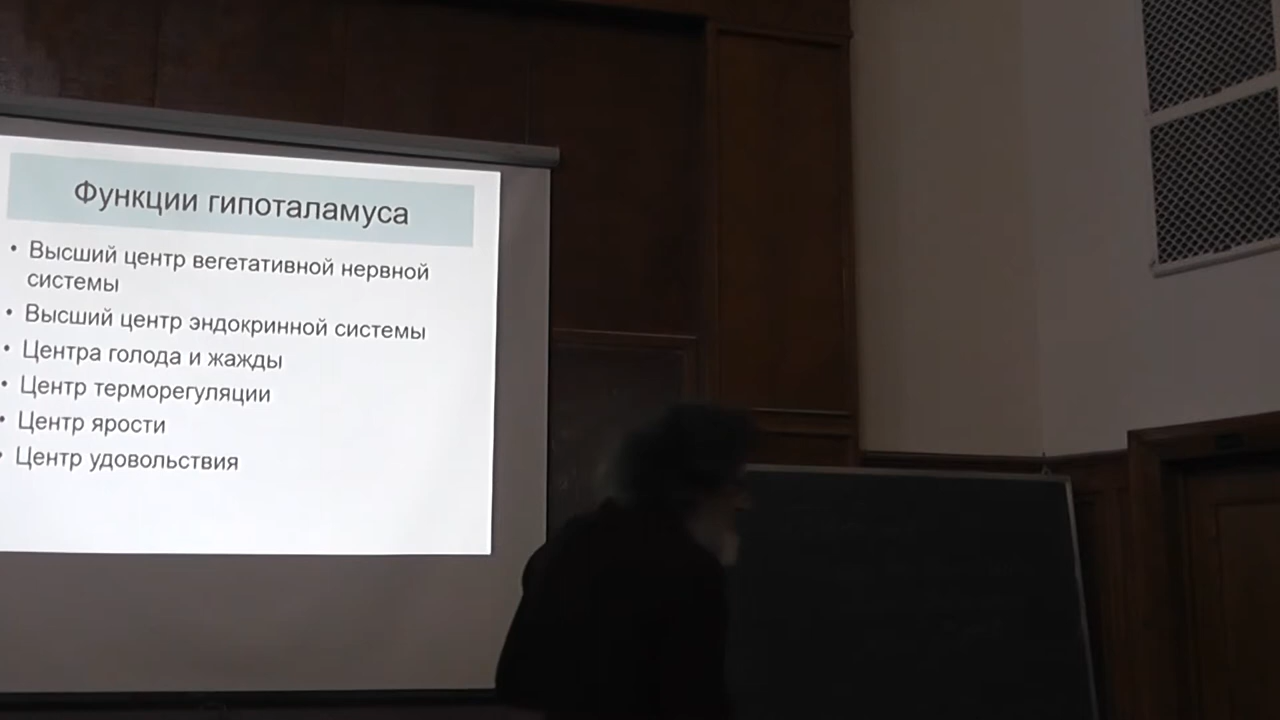 Функции гипоталамуса
• Высший центр вегетативной нервной
системы
• Высший центр эндокринной системы
• Центра голода и жажды
• Центр терморегуляции
• Центр ярости
• Центр удовольствия